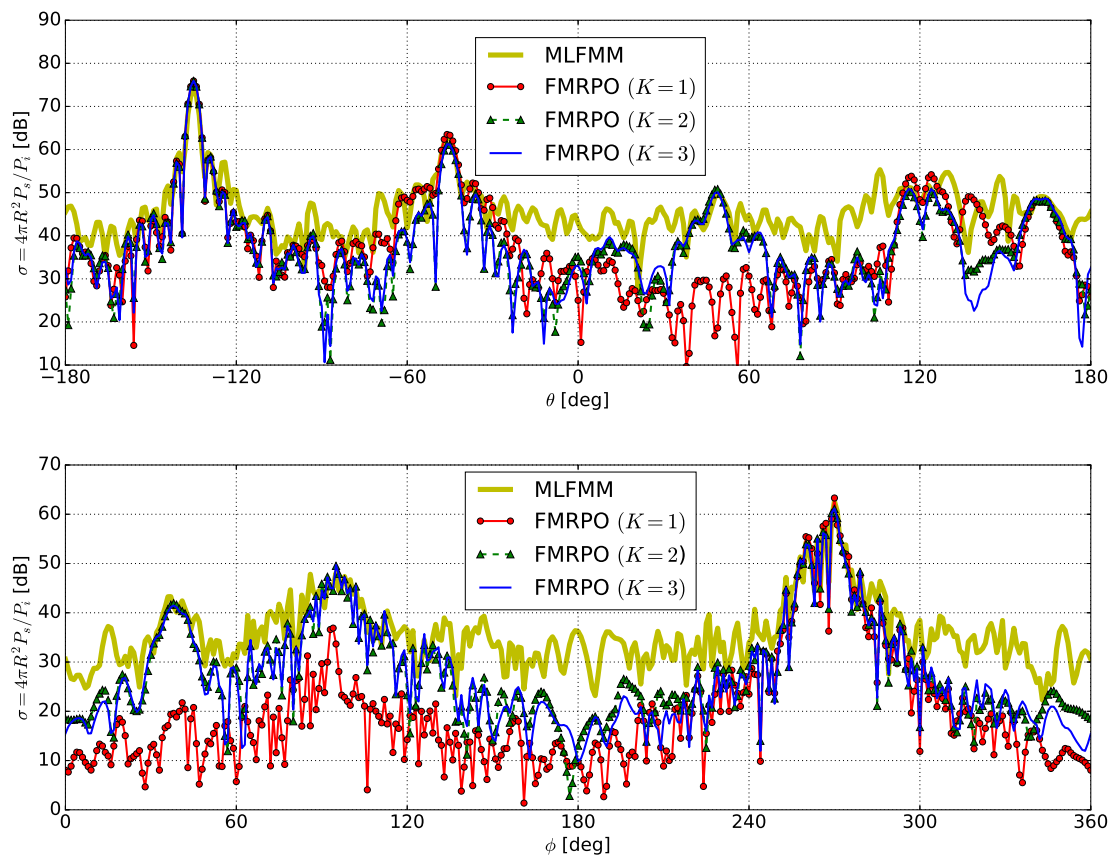 90
80
70
60
50
40
30
20
10
σ = 4πR²P_s/P_i [dB]
MLFMM
FMRPO (K = 1)
FMRPO (K = 2)
FMRPO (K = 3)
−180 −120 −60 0 60 120 180
θ [deg]
70
60
50
40
30
20
10
0
σ = 4πR²P_s/P_i [dB]
MLFMM
FMRPO (K = 1)
FMRPO (K = 2)
FMRPO (K = 3)
0 60 120 180 240 300 360
ϕ [deg]